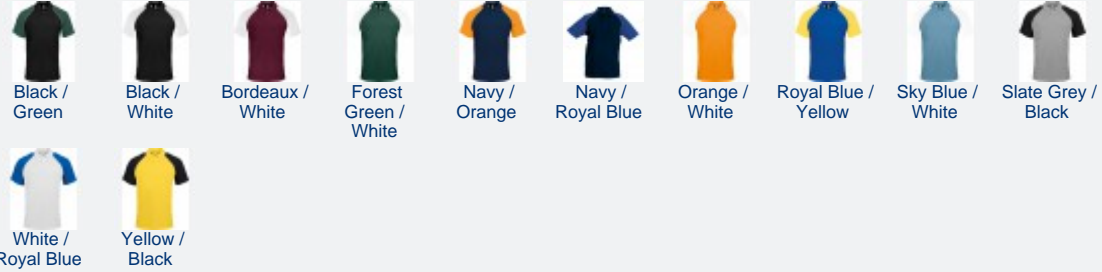 Black /
Green
Black /
White
Bordeaux /
White
Forest
Green /
White
Navy /
Orange
Navy /
Royal Blue
Orange /
White
Royal Blue /
Yellow
Sky Blue /
White
Slate Grey /
Black
White /
Royal Blue
Yellow /
Black